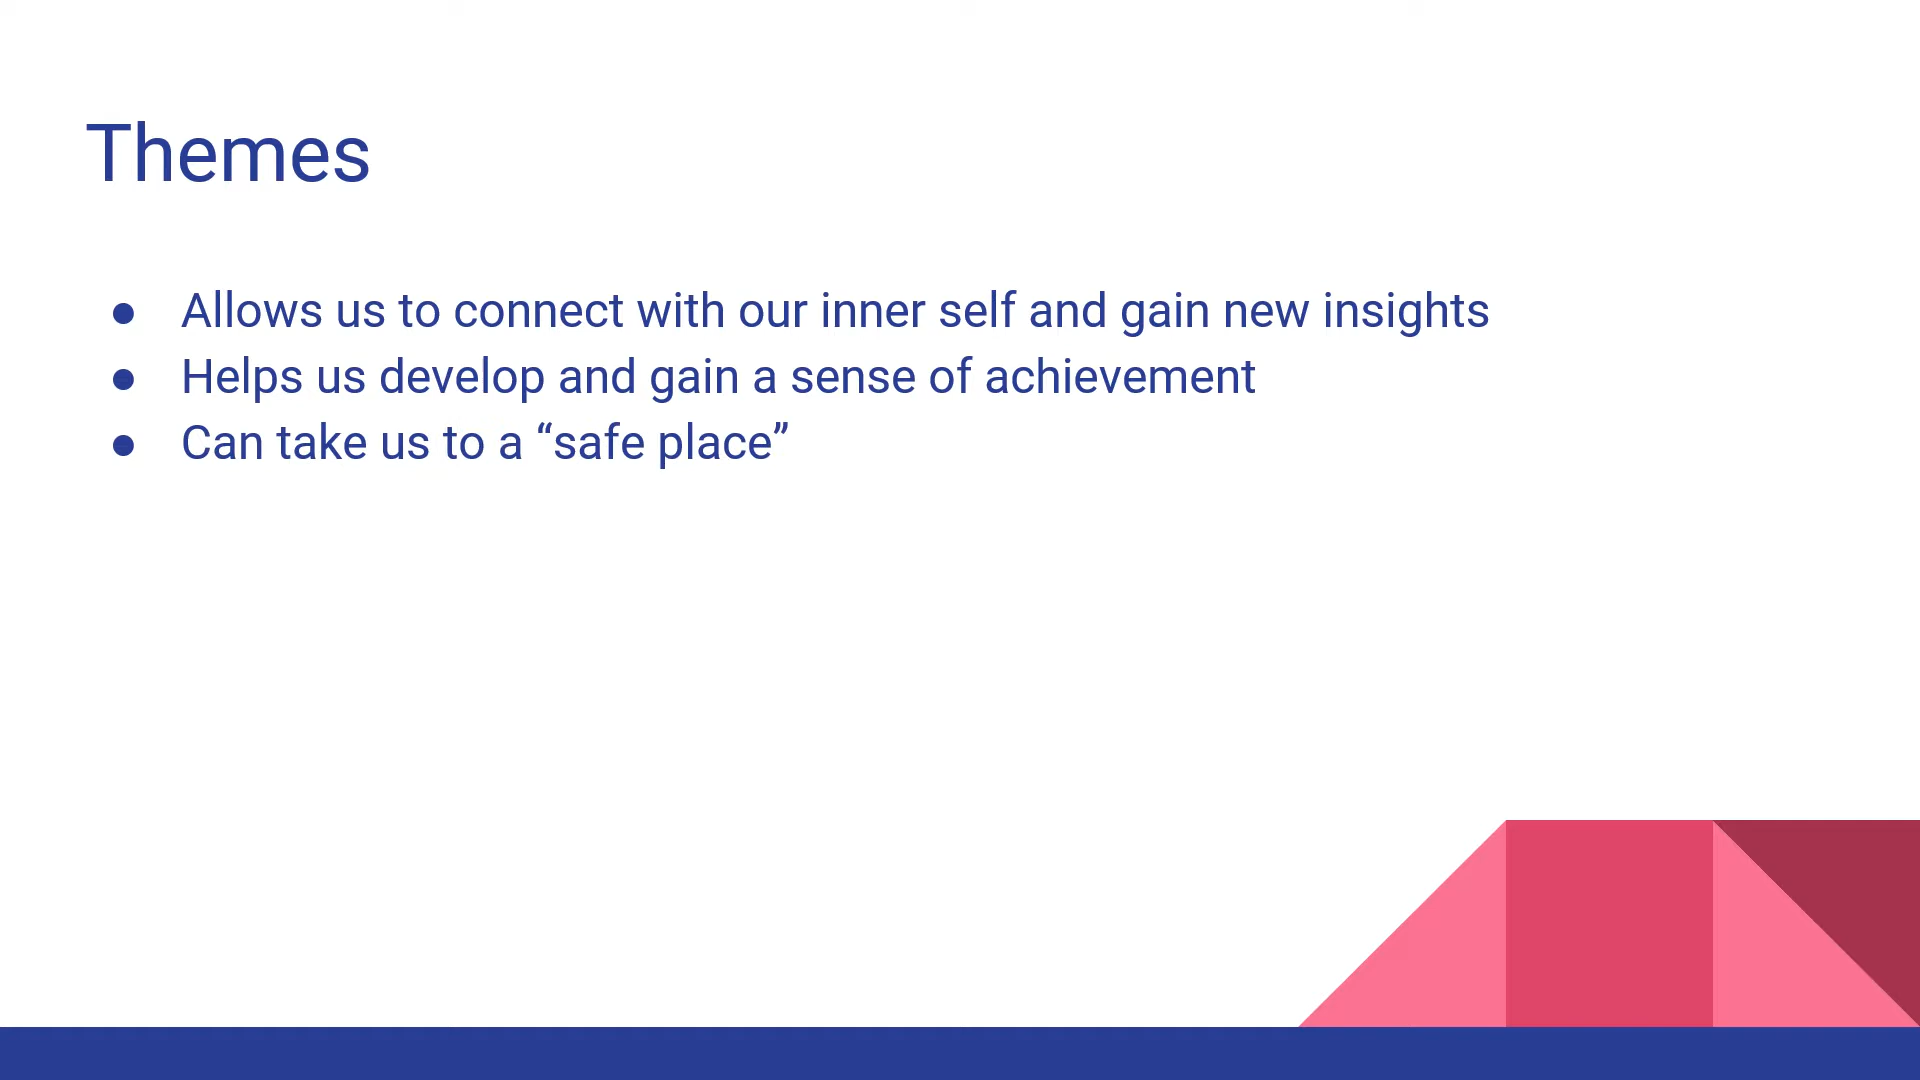 Themes
● Allows us to connect with our inner self and gain new insights
● Helps us develop and gain a sense of achievement
● Can take us to a “safe place”